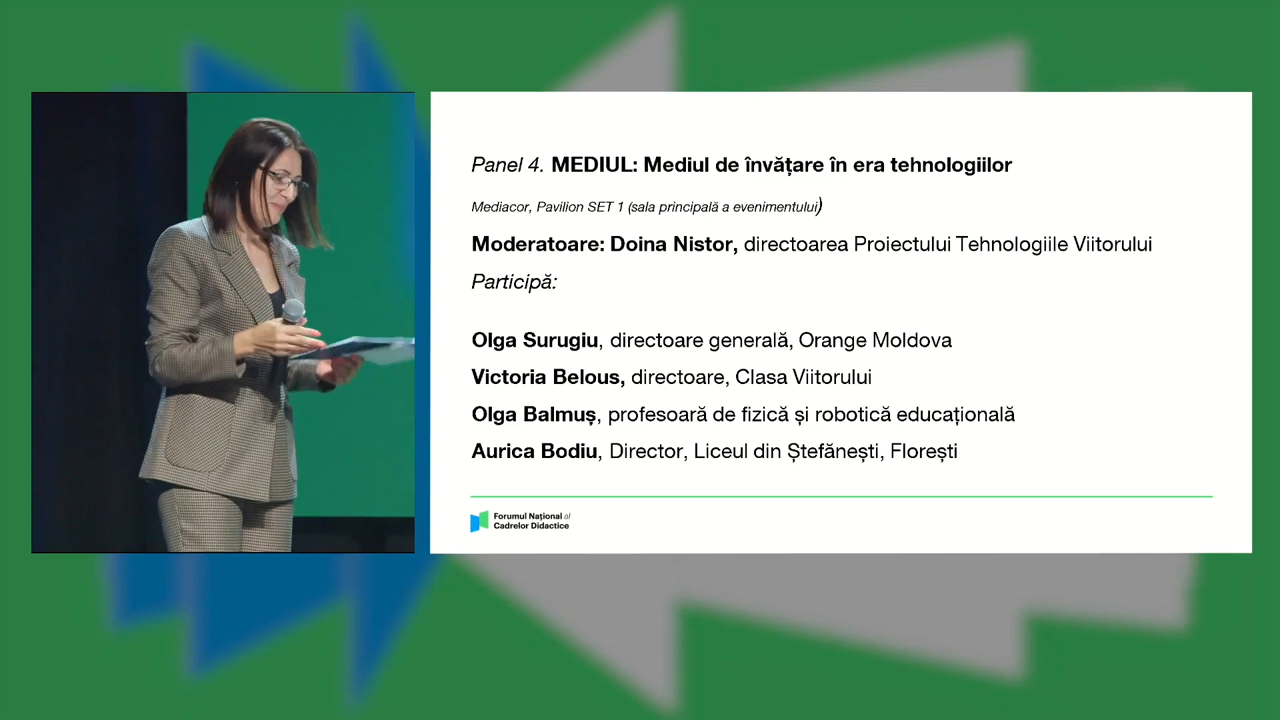 Panel 4. MEDIUL: Mediul de învățare în era tehnologiilor
Mediacor, Pavilion SET 1 (sala principală a evenimentului)
Moderatoare: Doina Nistor, directoarea Proiectului Tehnologiile Viitorului
Participă:
Olga Surugiu, directoare generală, Orange Moldova
Victoria Belous, directoare, Clasa Viitorului
Olga Balmuș, profesoară de fizică și robotică educațională
Aurica Bodiu, Director, Liceul din Ștefănești, Florești
Forumul Național al
Cadrelor Didactice